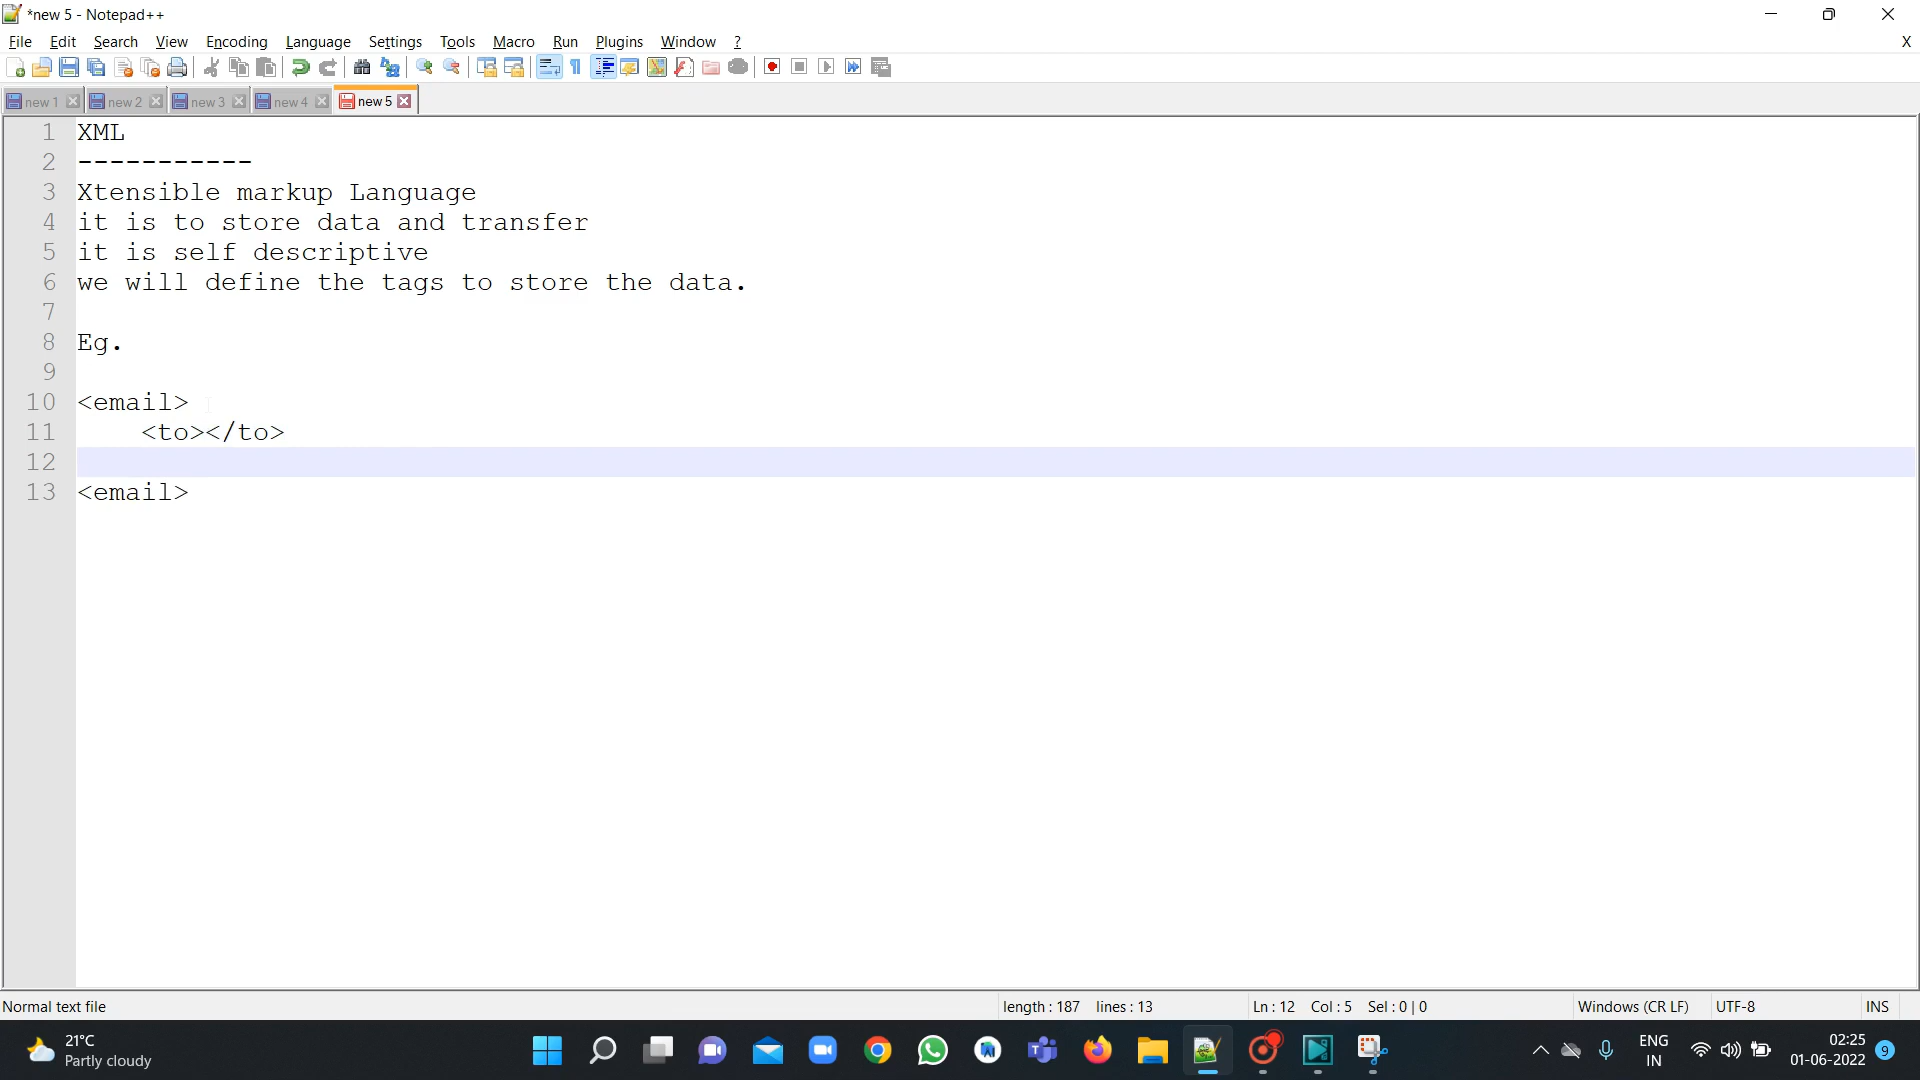 *new 5 - Notepad++
File Edit Search View Encoding Language Settings Tools Macro Run Plugins Window ? X
new 1 new 2 new 3 new 4 new 5
1 XML
2 -----------
3 Xtensible markup Language
4 it is to store data and transfer
5 it is self descriptive
6 we will define the tags to store the data.
7
8 Eg.
9
10 <email>
11 <to></to>
12
13 <email>
Normal text file length : 187 lines : 13 Ln : 12 Col : 5 Sel : 0 | 0 Windows (CR LF) UTF-8 INS
21°C
Partly cloudy
ENG
IN
02:25
01-06-2022
9